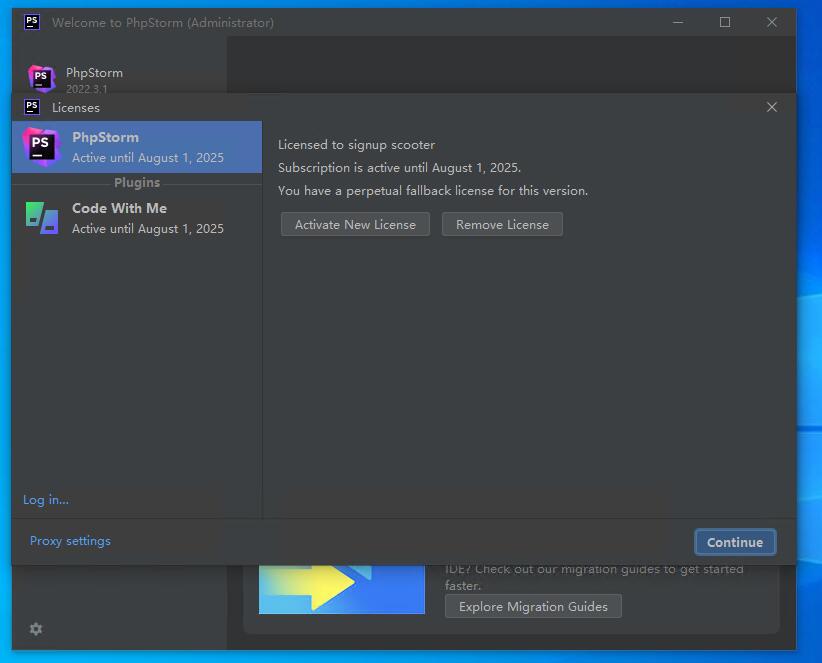 PS Welcome to PhpStorm (Administrator)
PS PhpStorm
2022.3.1
PS Licenses
PS PhpStorm
Active until August 1, 2025
Plugins
Code With Me
Active until August 1, 2025
Log in...
Licensed to signup scooter
Subscription is active until August 1, 2025.
You have a perpetual fallback license for this version.
Activate New License
Remove License
Proxy settings
Continue
IDE? Check out our migration guides to get started
faster.
Explore Migration Guides